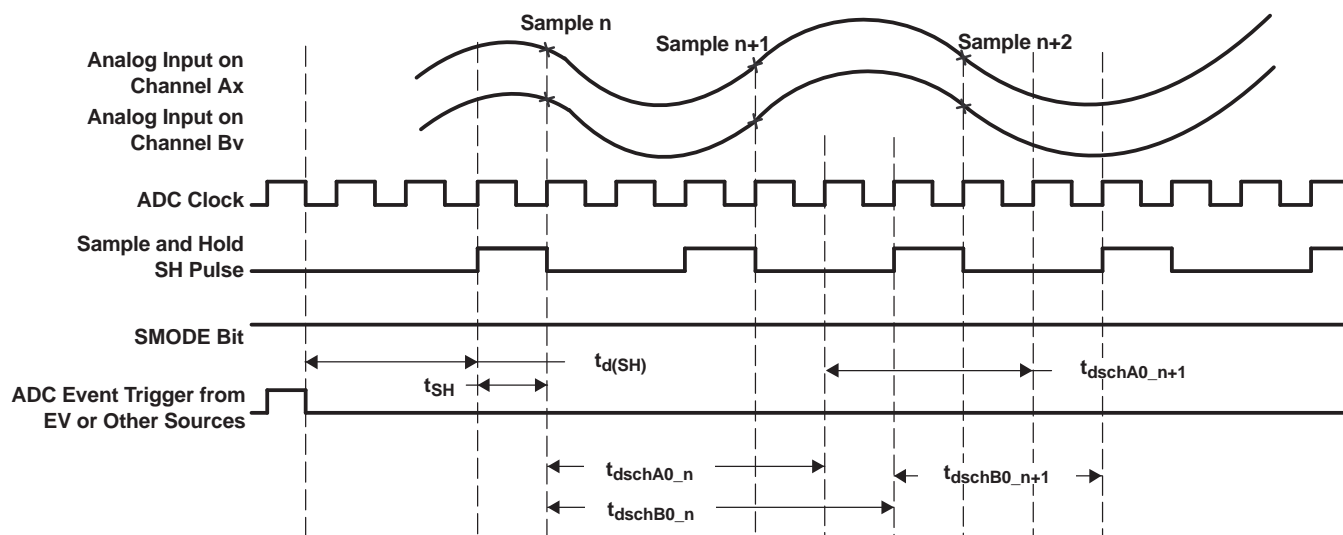 Sample n
Sample n+1
Sample n+2
Analog Input on
Channel Ax
Analog Input on
Channel Bv
ADC Clock
Sample and Hold
SH Pulse
SMODE Bit
td(SH)
tdschA0_n+1
tSH
ADC Event Trigger from
EV or Other Sources
tdschA0_n
tdschB0_n+1
tdschB0_n